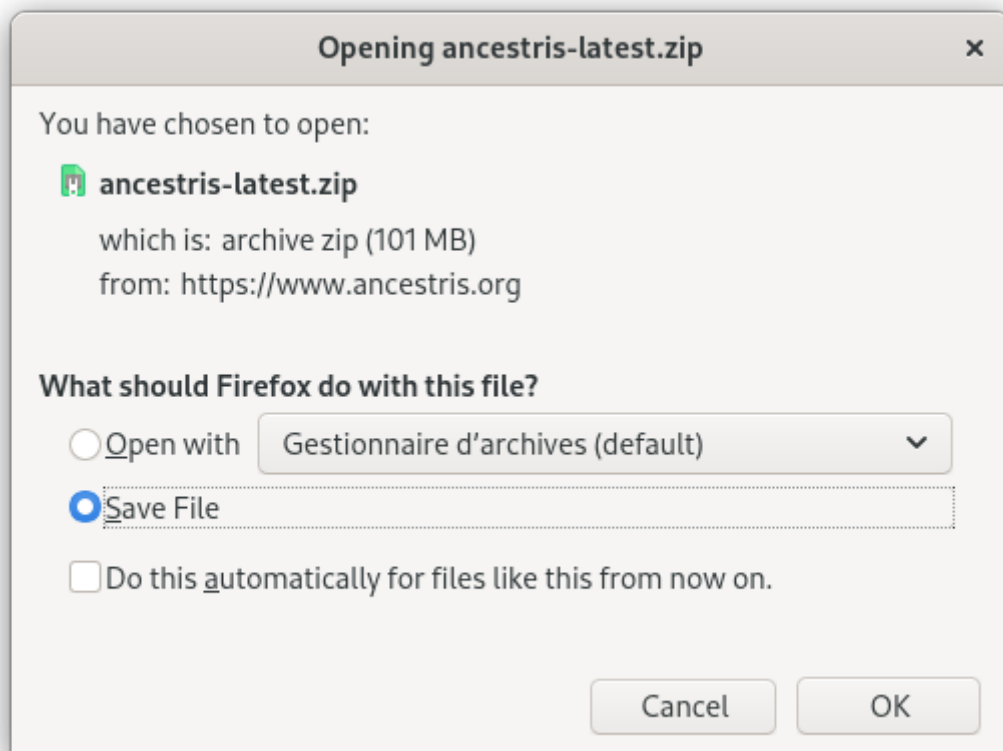 Opening ancestris-latest.zip ×
You have chosen to open:
ancestris-latest.zip
which is: archive zip (101 MB)
from: https://www.ancestris.org
What should Firefox do with this file?
Open with Gestionnaire d'archives (default)
Save File
Do this automatically for files like this from now on.
Cancel OK